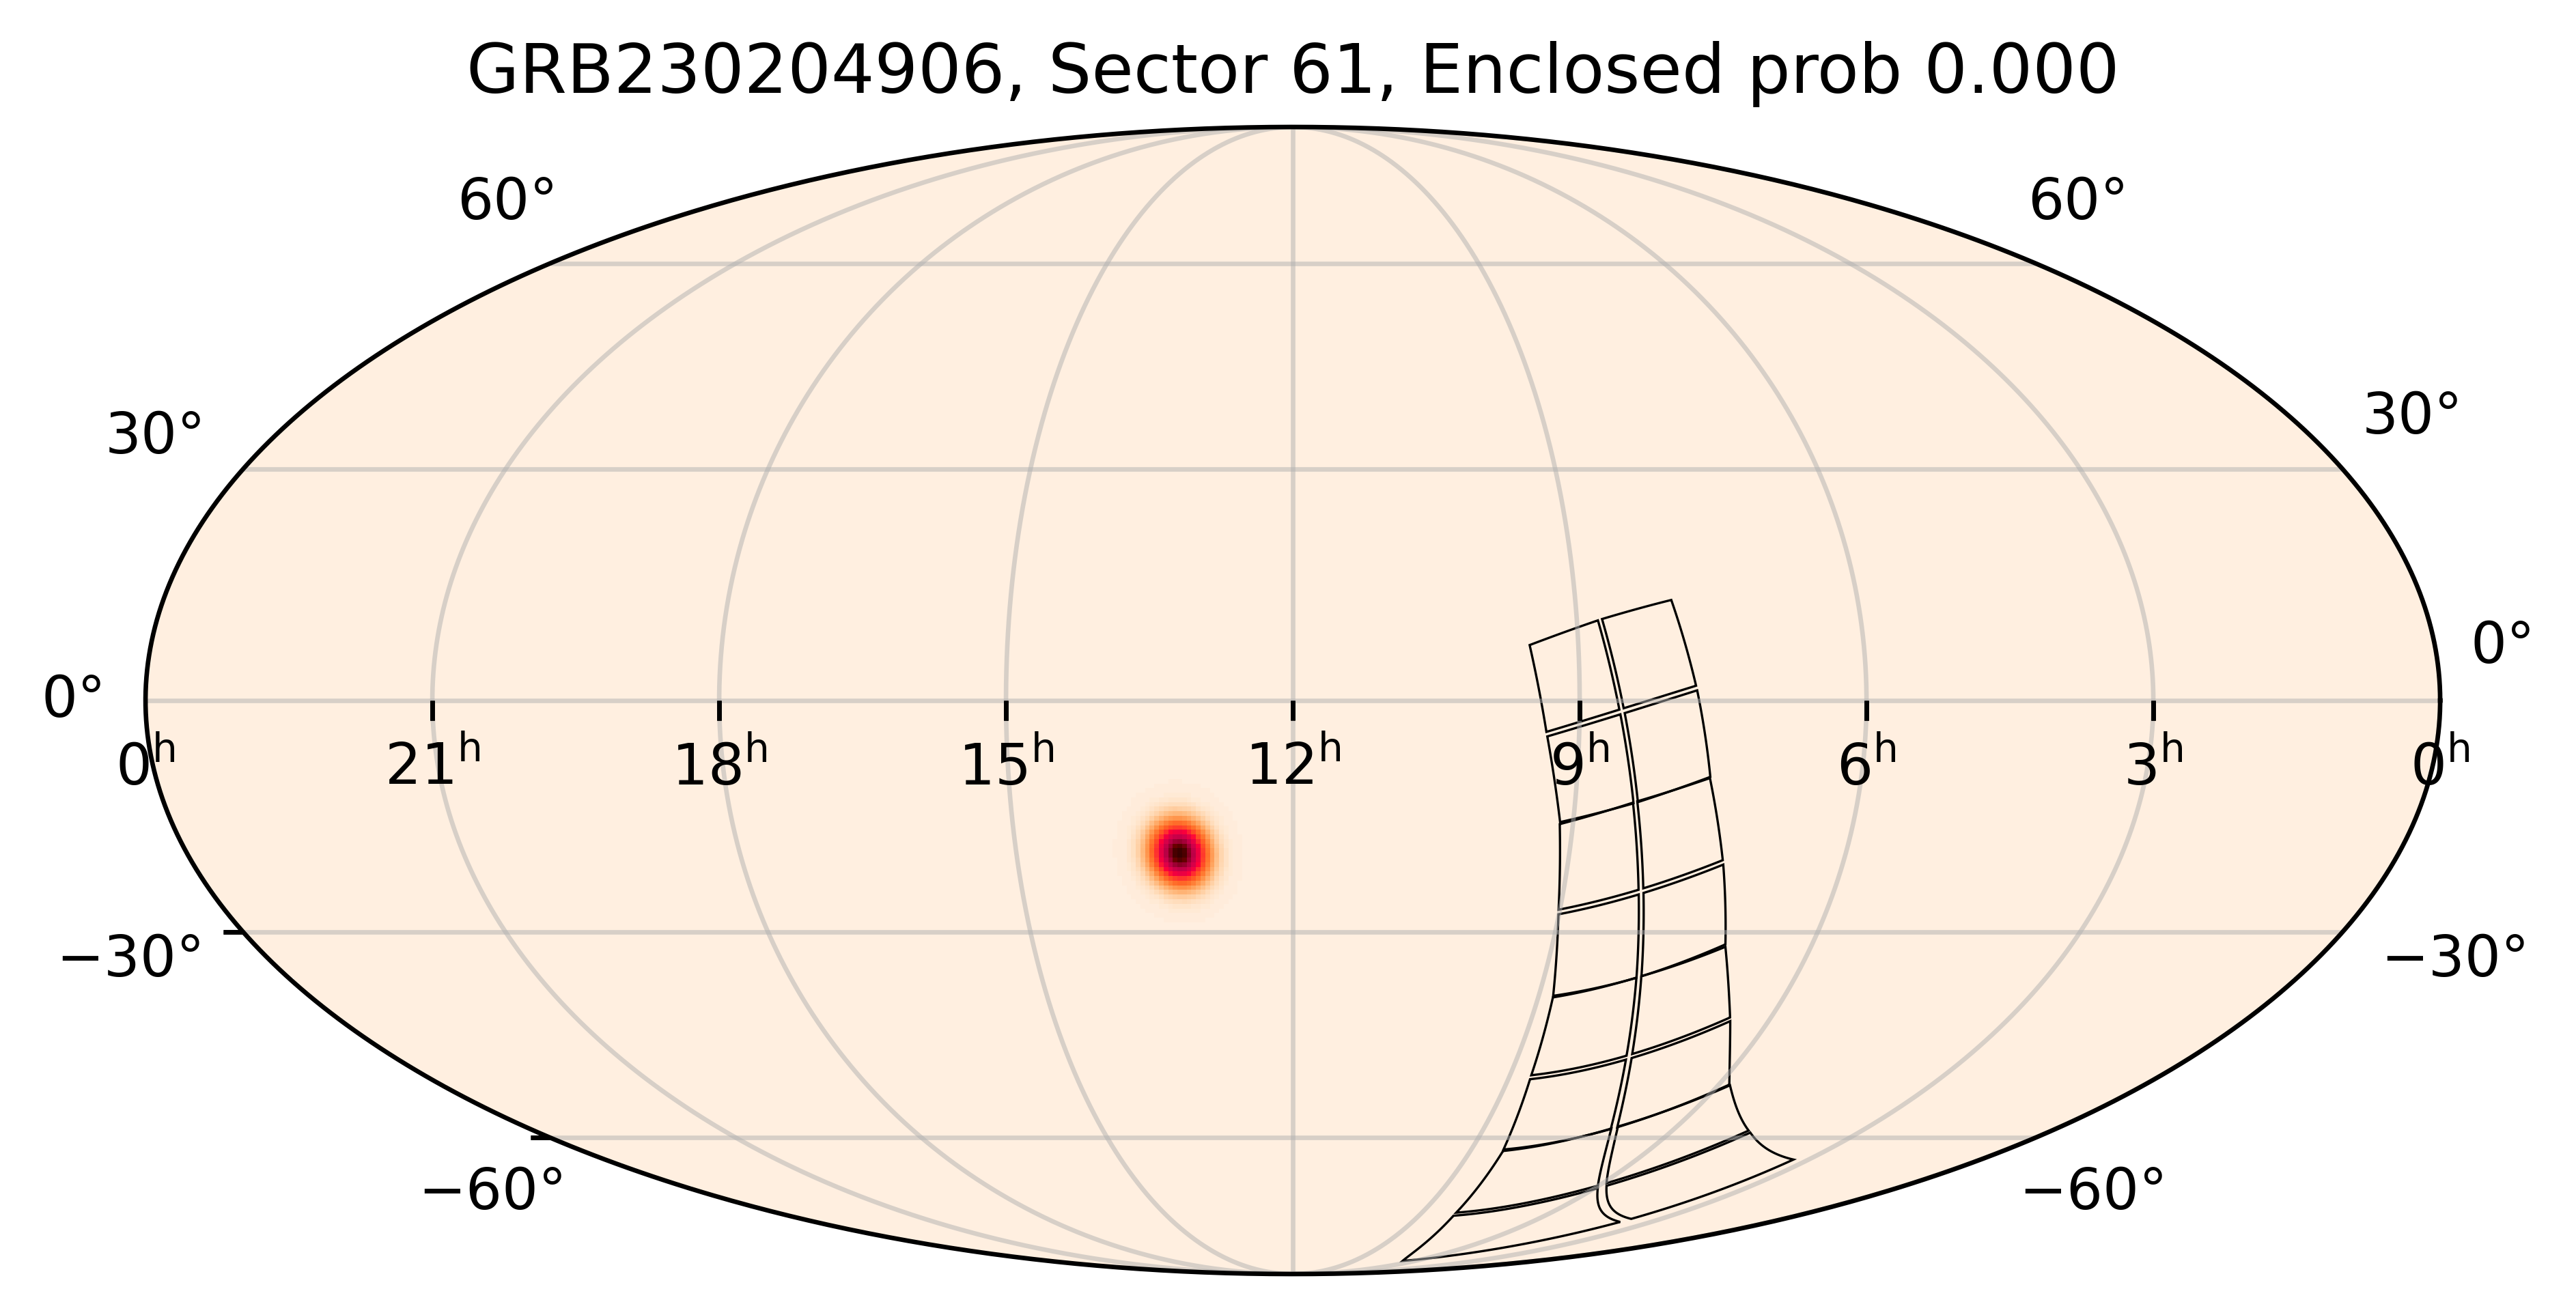 GRB230204906, Sector 61, Enclosed prob 0.000
60° 60°
30° 30°
0° 0°
0ʰ 21ʰ 18ʰ 15ʰ 12ʰ 9ʰ 6ʰ 3ʰ 0ʰ
−30° −30°
−60° −60°